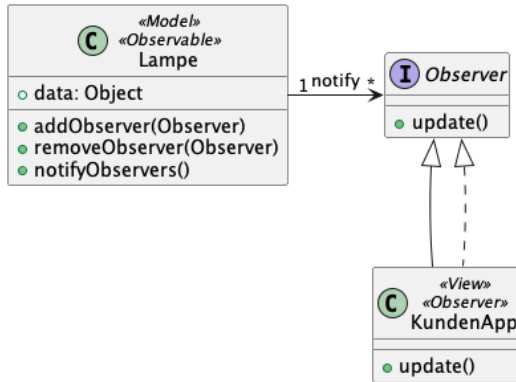 C
«Model»
«Observable»
Lampe
data: Object
addObserver(Observer)
removeObserver(Observer)
notifyObservers()
1 notify *
I Observer
update()
C
«View»
«Observer»
KundenApp
update()